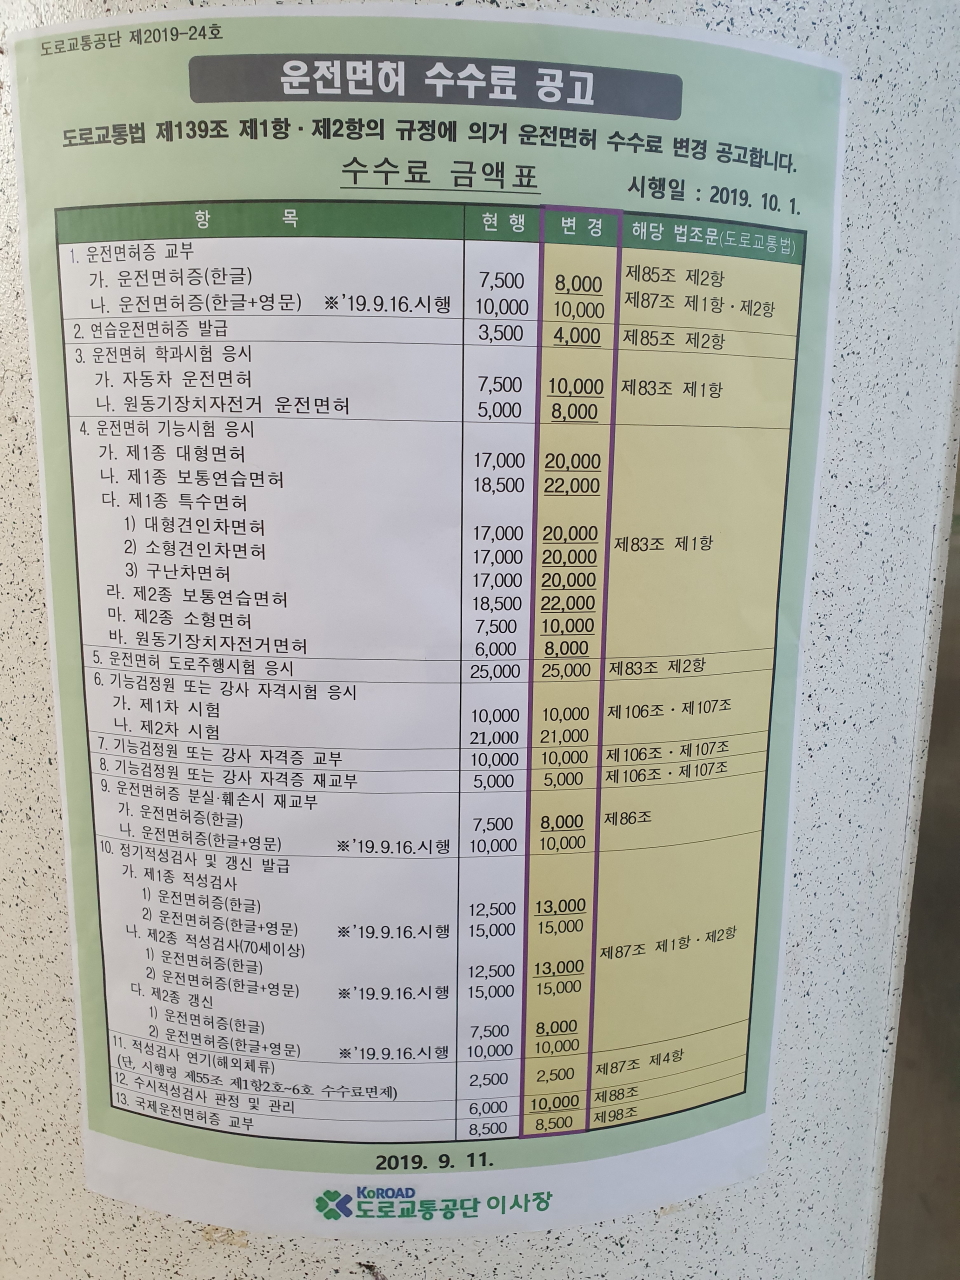 도로교통공단 제2019-24호
운전면허 수수료 공고
도로교통법 제139조 제1항·제2항의 규정에 의거 운전면허 수수료 변경 공고합니다.
수수료 금액표
시행일 : 2019. 10. 1.
항 목 현 행 변 경 해당 법조문(도로교통법)
1. 운전면허증 교부
가. 운전면허증(한글) 7,500 8,000 제85조 제2항
나. 운전면허증(한글+영문) ※'19.9.16.시행 10,000 10,000 제87조 제1항·제2항
2. 연습운전면허증 발급 3,500 4,000 제85조 제2항
3. 운전면허 학과시험 응시
가. 자동차 운전면허 7,500 10,000 제83조 제1항
나. 원동기장치자전거 운전면허 5,000 8,000
4. 운전면허 기능시험 응시
가. 제1종 대형면허 17,000 20,000
나. 제1종 보통연습면허 18,500 22,000
다. 제1종 특수면허
1) 대형견인차면허 17,000 20,000 제83조 제1항
2) 소형견인차면허 17,000 20,000
3) 구난차면허 17,000 20,000
라. 제2종 보통연습면허 18,500 22,000
마. 제2종 소형면허 7,500 10,000
바. 원동기장치자전거면허 6,000 8,000
5. 운전면허 도로주행시험 응시 25,000 25,000 제83조 제2항
6. 기능검정원 또는 강사 자격시험 응시
가. 제1차 시험 10,000 10,000 제106조·제107조
나. 제2차 시험 21,000 21,000
7. 기능검정원 또는 강사 자격증 교부 10,000 10,000 제106조·제107조
8. 기능검정원 또는 강사 자격증 재교부 5,000 5,000 제106조·제107조
9. 운전면허증 분실·훼손시 재교부
가. 운전면허증(한글) 7,500 8,000 제86조
나. 운전면허증(한글+영문) ※'19.9.16.시행 10,000 10,000
10. 정기적성검사 및 갱신 발급
가. 제1종 적성검사
1) 운전면허증(한글) 12,500 13,000
2) 운전면허증(한글+영문) ※'19.9.16.시행 15,000 15,000
나. 제2종 적성검사(70세이상) 제87조 제1항·제2항
1) 운전면허증(한글) 12,500 13,000
2) 운전면허증(한글+영문) ※'19.9.16.시행 15,000 15,000
다. 제2종 갱신
1) 운전면허증(한글) 7,500 8,000
2) 운전면허증(한글+영문) ※'19.9.16.시행 10,000 10,000
11. 적성검사 연기(해외체류) 2,500 2,500 제87조 제4항
(단, 시행령 제55조 제1항2호~6호 수수료면제)
12. 수시적성검사 판정 및 관리 6,000 10,000 제88조
13. 국제운전면허증 교부 8,500 8,500 제98조
2019. 9. 11.
KoROAD
도로교통공단 이사장